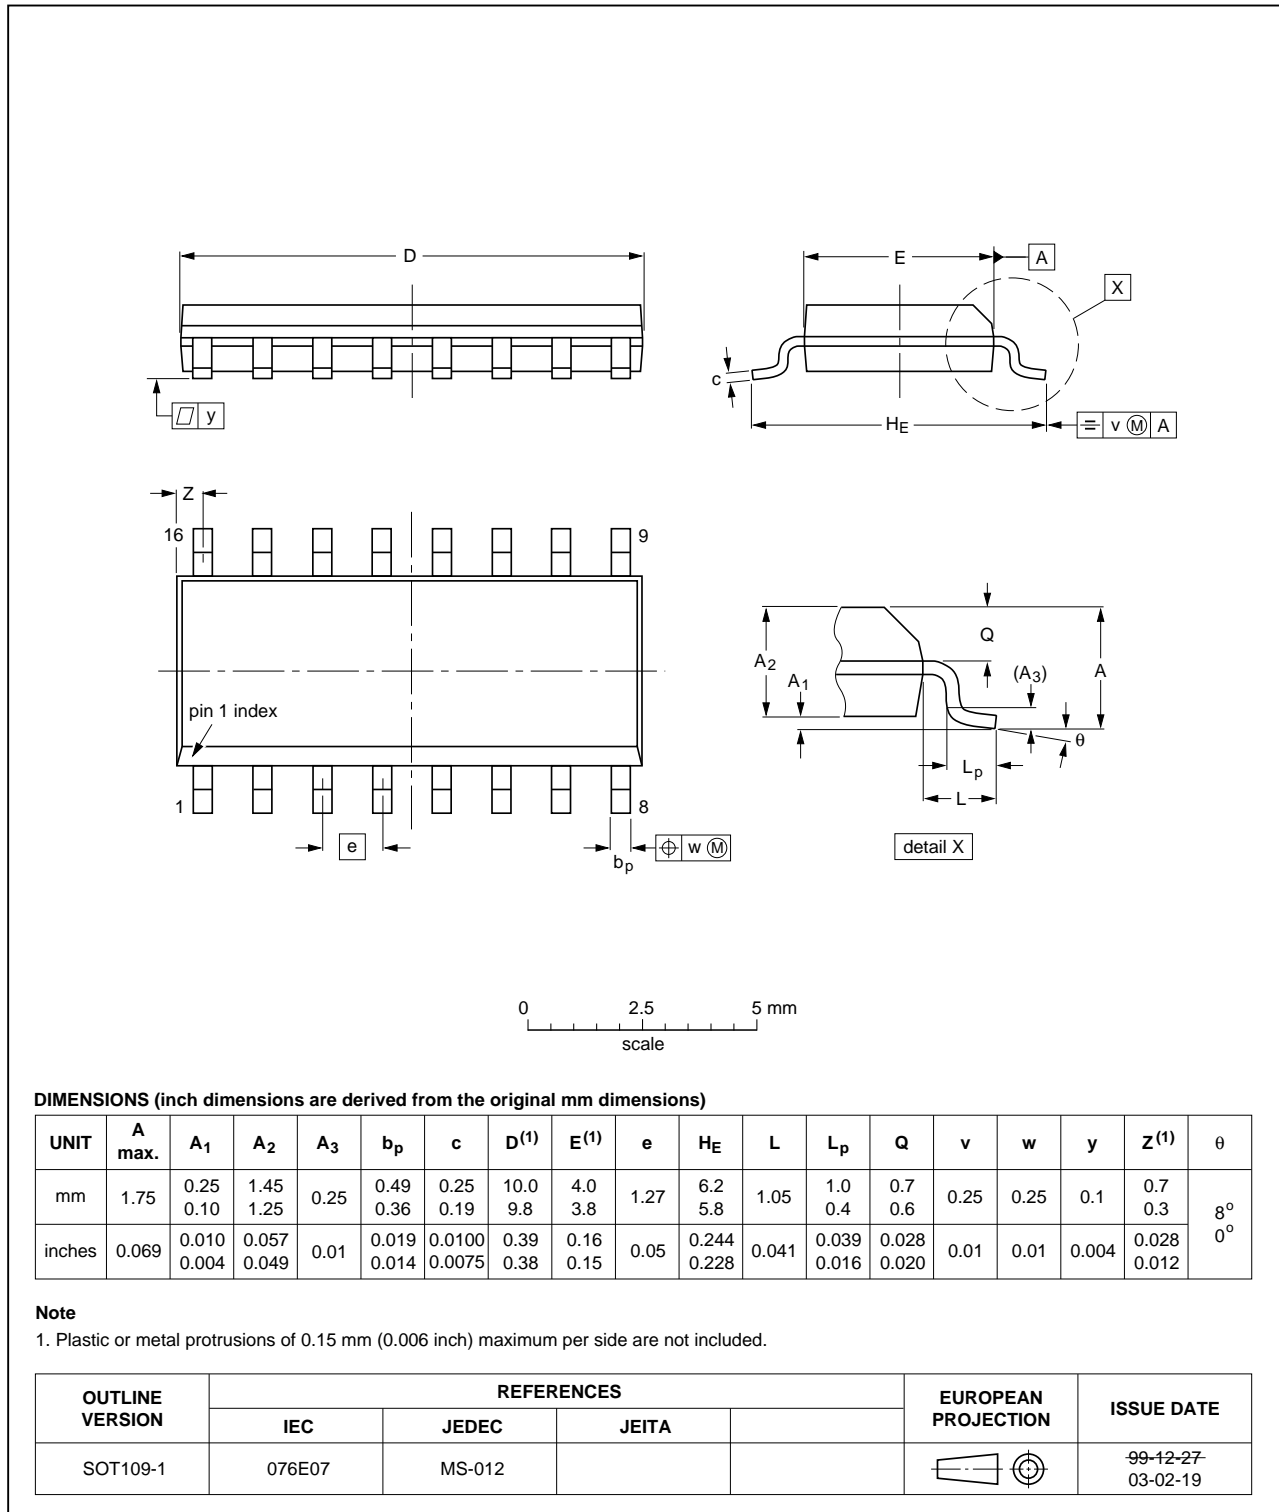 D
E
A
X
c
y
HE
v M A
Z
16
9
pin 1 index
1
8
e
w M
bp
Q
A2
A1
(A3)
A
θ
Lp
L
detail X
0 2.5 5 mm
scale
DIMENSIONS (inch dimensions are derived from the original mm dimensions)
UNIT A max. A1 A2 A3 bp c D(1) E(1) e HE L Lp Q v w y Z(1) θ
mm 1.75 0.25 0.10 1.45 1.25 0.25 0.49 0.36 0.25 0.19 10.0 9.8 4.0 3.8 1.27 6.2 5.8 1.05 1.0 0.4 0.7 0.6 0.25 0.25 0.1 0.7 0.3 8° 0°
inches 0.069 0.010 0.004 0.057 0.049 0.01 0.019 0.014 0.0100 0.0075 0.39 0.38 0.16 0.15 0.05 0.244 0.228 0.041 0.039 0.016 0.028 0.020 0.01 0.01 0.004 0.028 0.012
Note
1. Plastic or metal protrusions of 0.15 mm (0.006 inch) maximum per side are not included.
OUTLINE VERSION REFERENCES EUROPEAN PROJECTION ISSUE DATE
IEC JEDEC JEITA
SOT109-1 076E07 MS-012 99-12-27
03-02-19